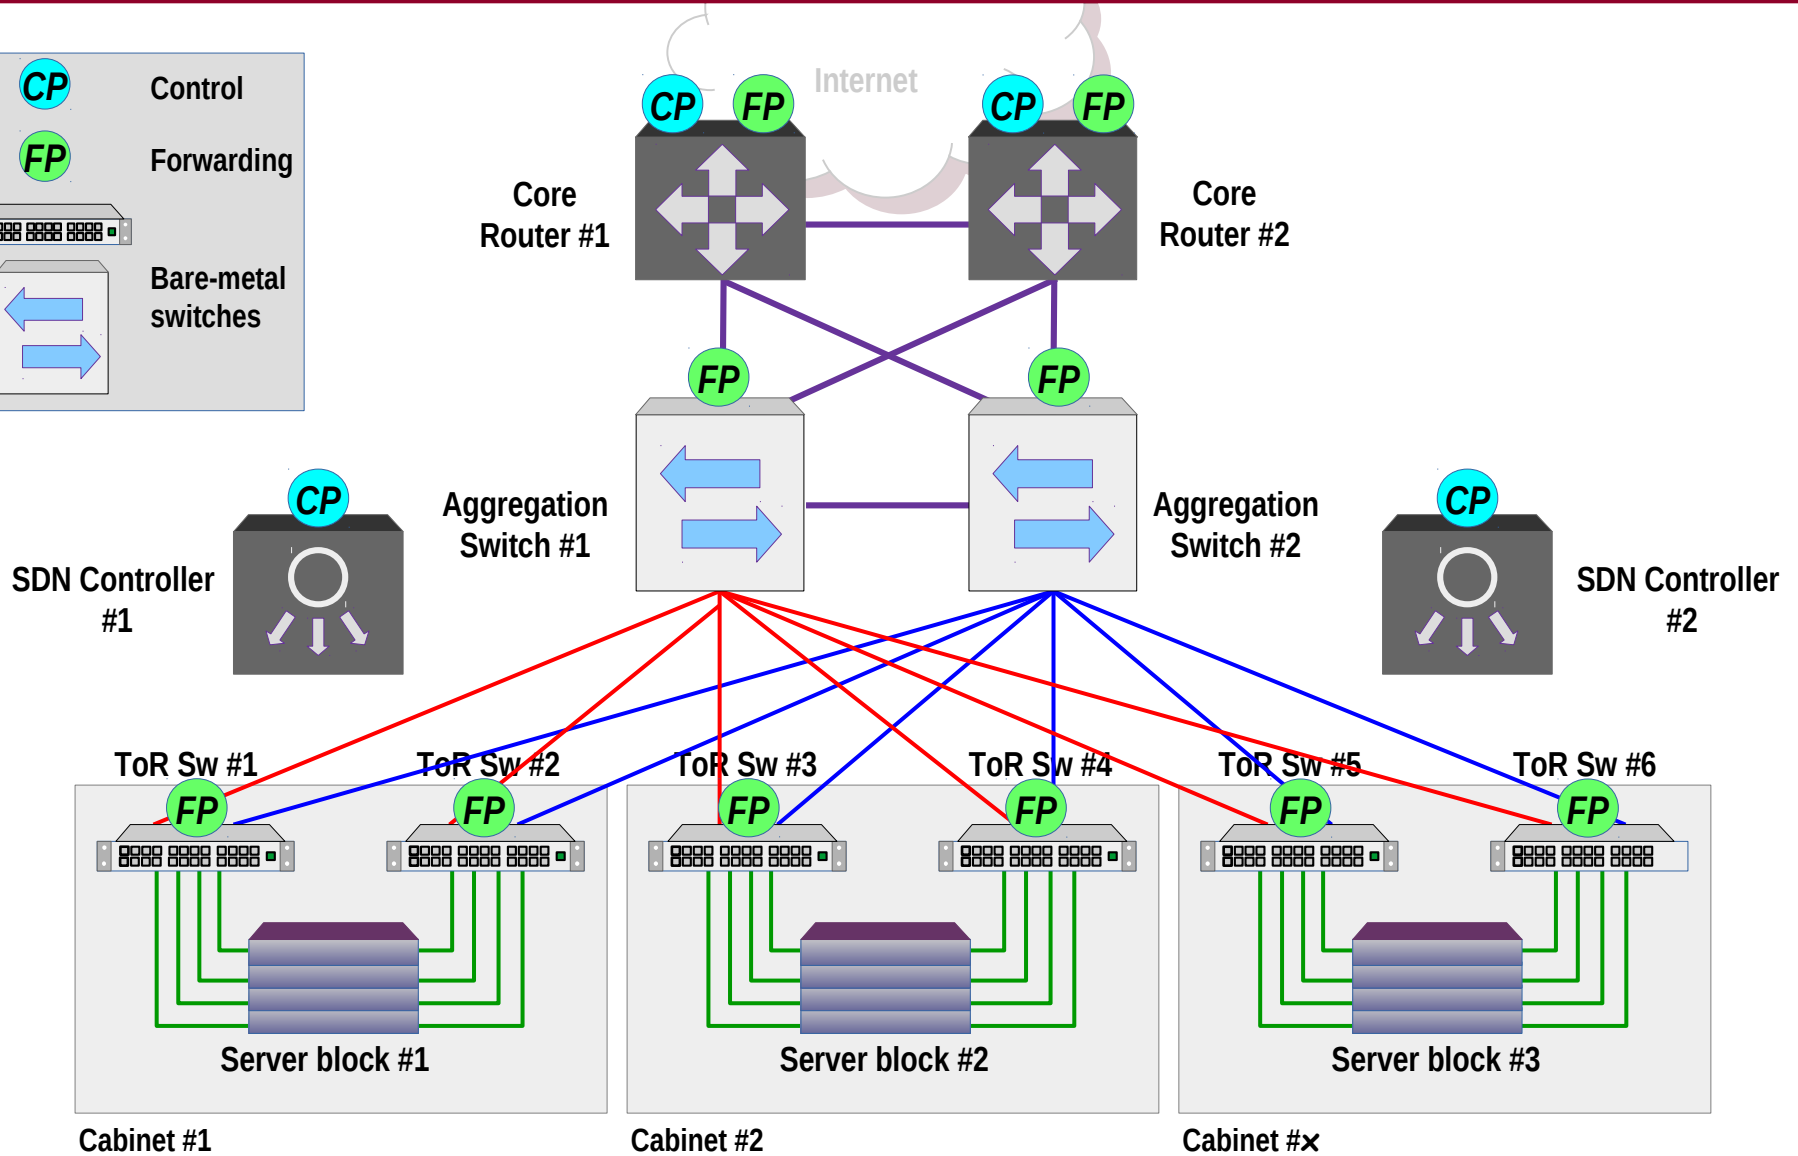 Internet
CP
Control
FP
Forwarding
Bare-metal
switches
CP
FP
CP
FP
Core
Router #1
Core
Router #2
FP
FP
Aggregation
Switch #1
Aggregation
Switch #2
CP
SDN Controller
#1
CP
SDN Controller
#2
ToR Sw #1
ToR Sw #2
ToR Sw #3
ToR Sw #4
ToR Sw #5
ToR Sw #6
FP
FP
FP
FP
FP
FP
Server block #1
Server block #2
Server block #3
Cabinet #1
Cabinet #2
Cabinet #x